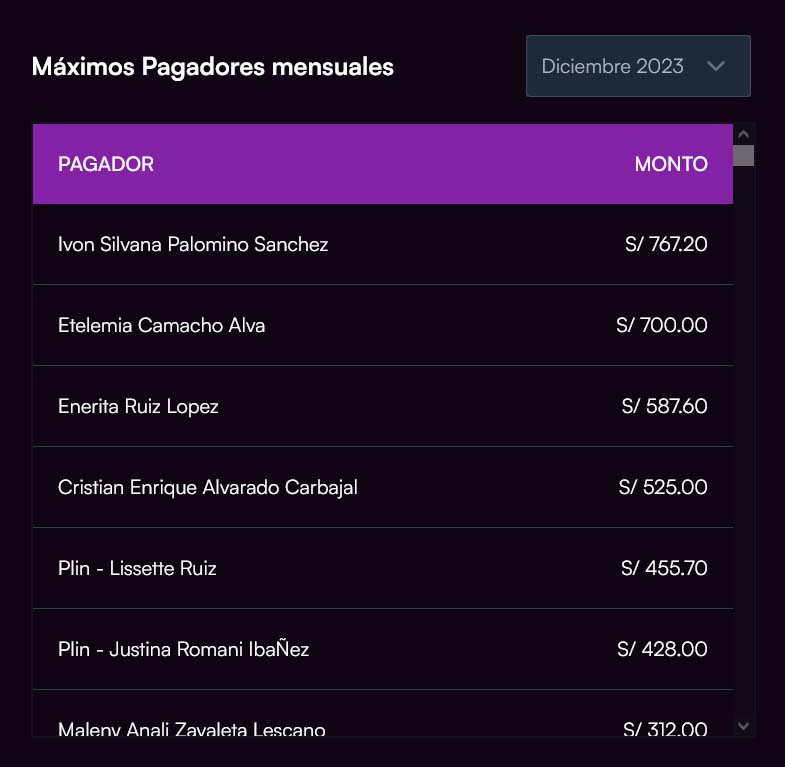 Máximos Pagadores mensuales
Diciembre 2023
PAGADOR MONTO
Ivon Silvana Palomino Sanchez S/ 767.20
Etelemia Camacho Alva S/ 700.00
Enerita Ruiz Lopez S/ 587.60
Cristian Enrique Alvarado Carbajal S/ 525.00
Plin - Lissette Ruiz S/ 455.70
Plin - Justina Romani IbaÑez S/ 428.00
Maleny Anali Zavaleta Lescano S/ 312.00